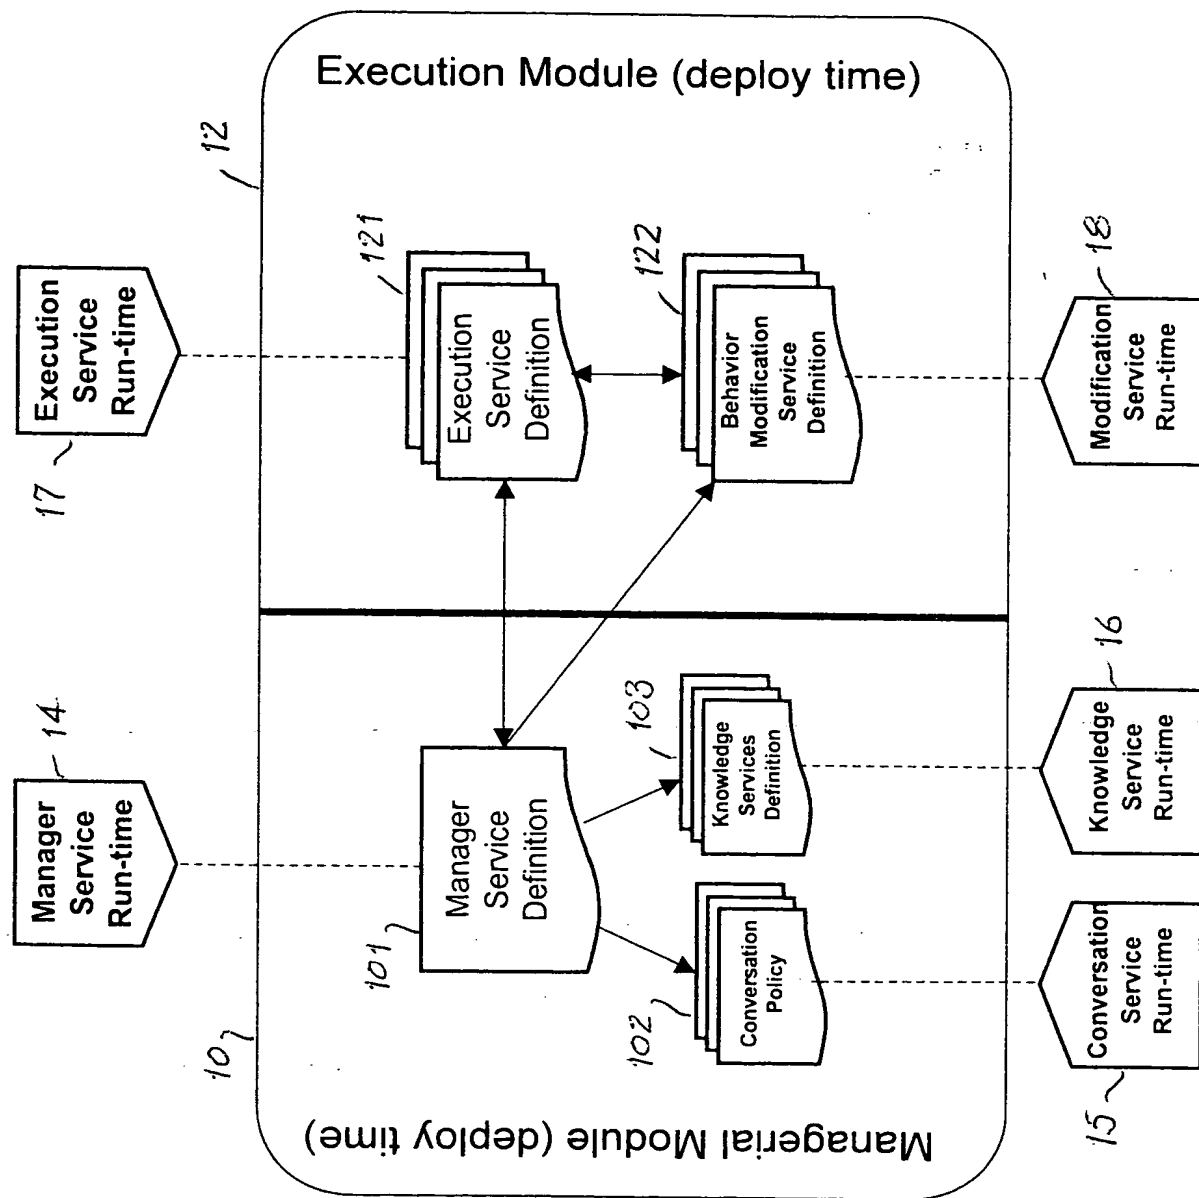 Execution Module (deploy time)
12
Execution
Service
Run-time
17
121
Execution
Service
Definition
122
Behavior
Modification
Service
Definition
Modification
Service
Run-time
18
Manager
Service
Run-time
14
Manager
Service
Definition
101
103
Knowledge
Services
Definition
Knowledge
Service
Run-time
16
102
Conversation
Policy
Conversation
Service
Run-time
15
10
Managerial Module (deploy time)